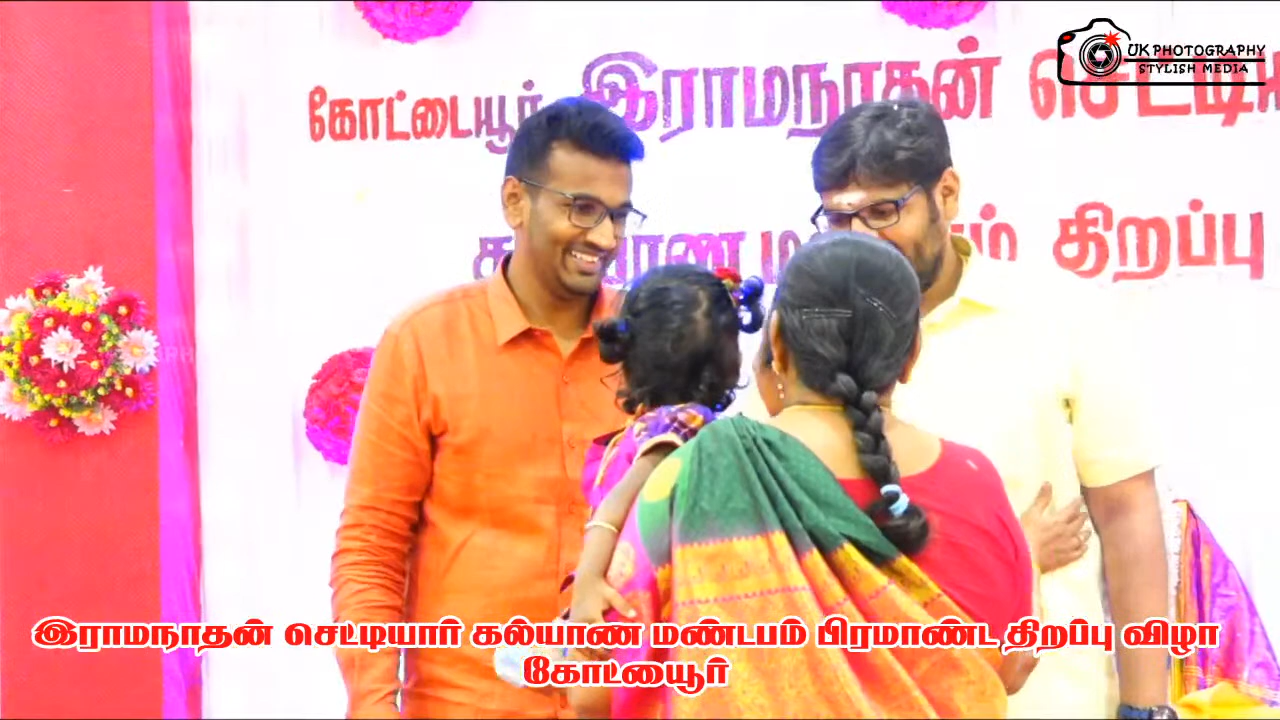 UK PHOTOGRAPHY
STYLISH MEDIA
கோட்டையூர் இராமநாதன்
திறப்பு
இராமநாதன் செட்டியார் கல்யாண மண்டபம் பிரமாண்ட திறப்பு விழா
கோட்டையூர்